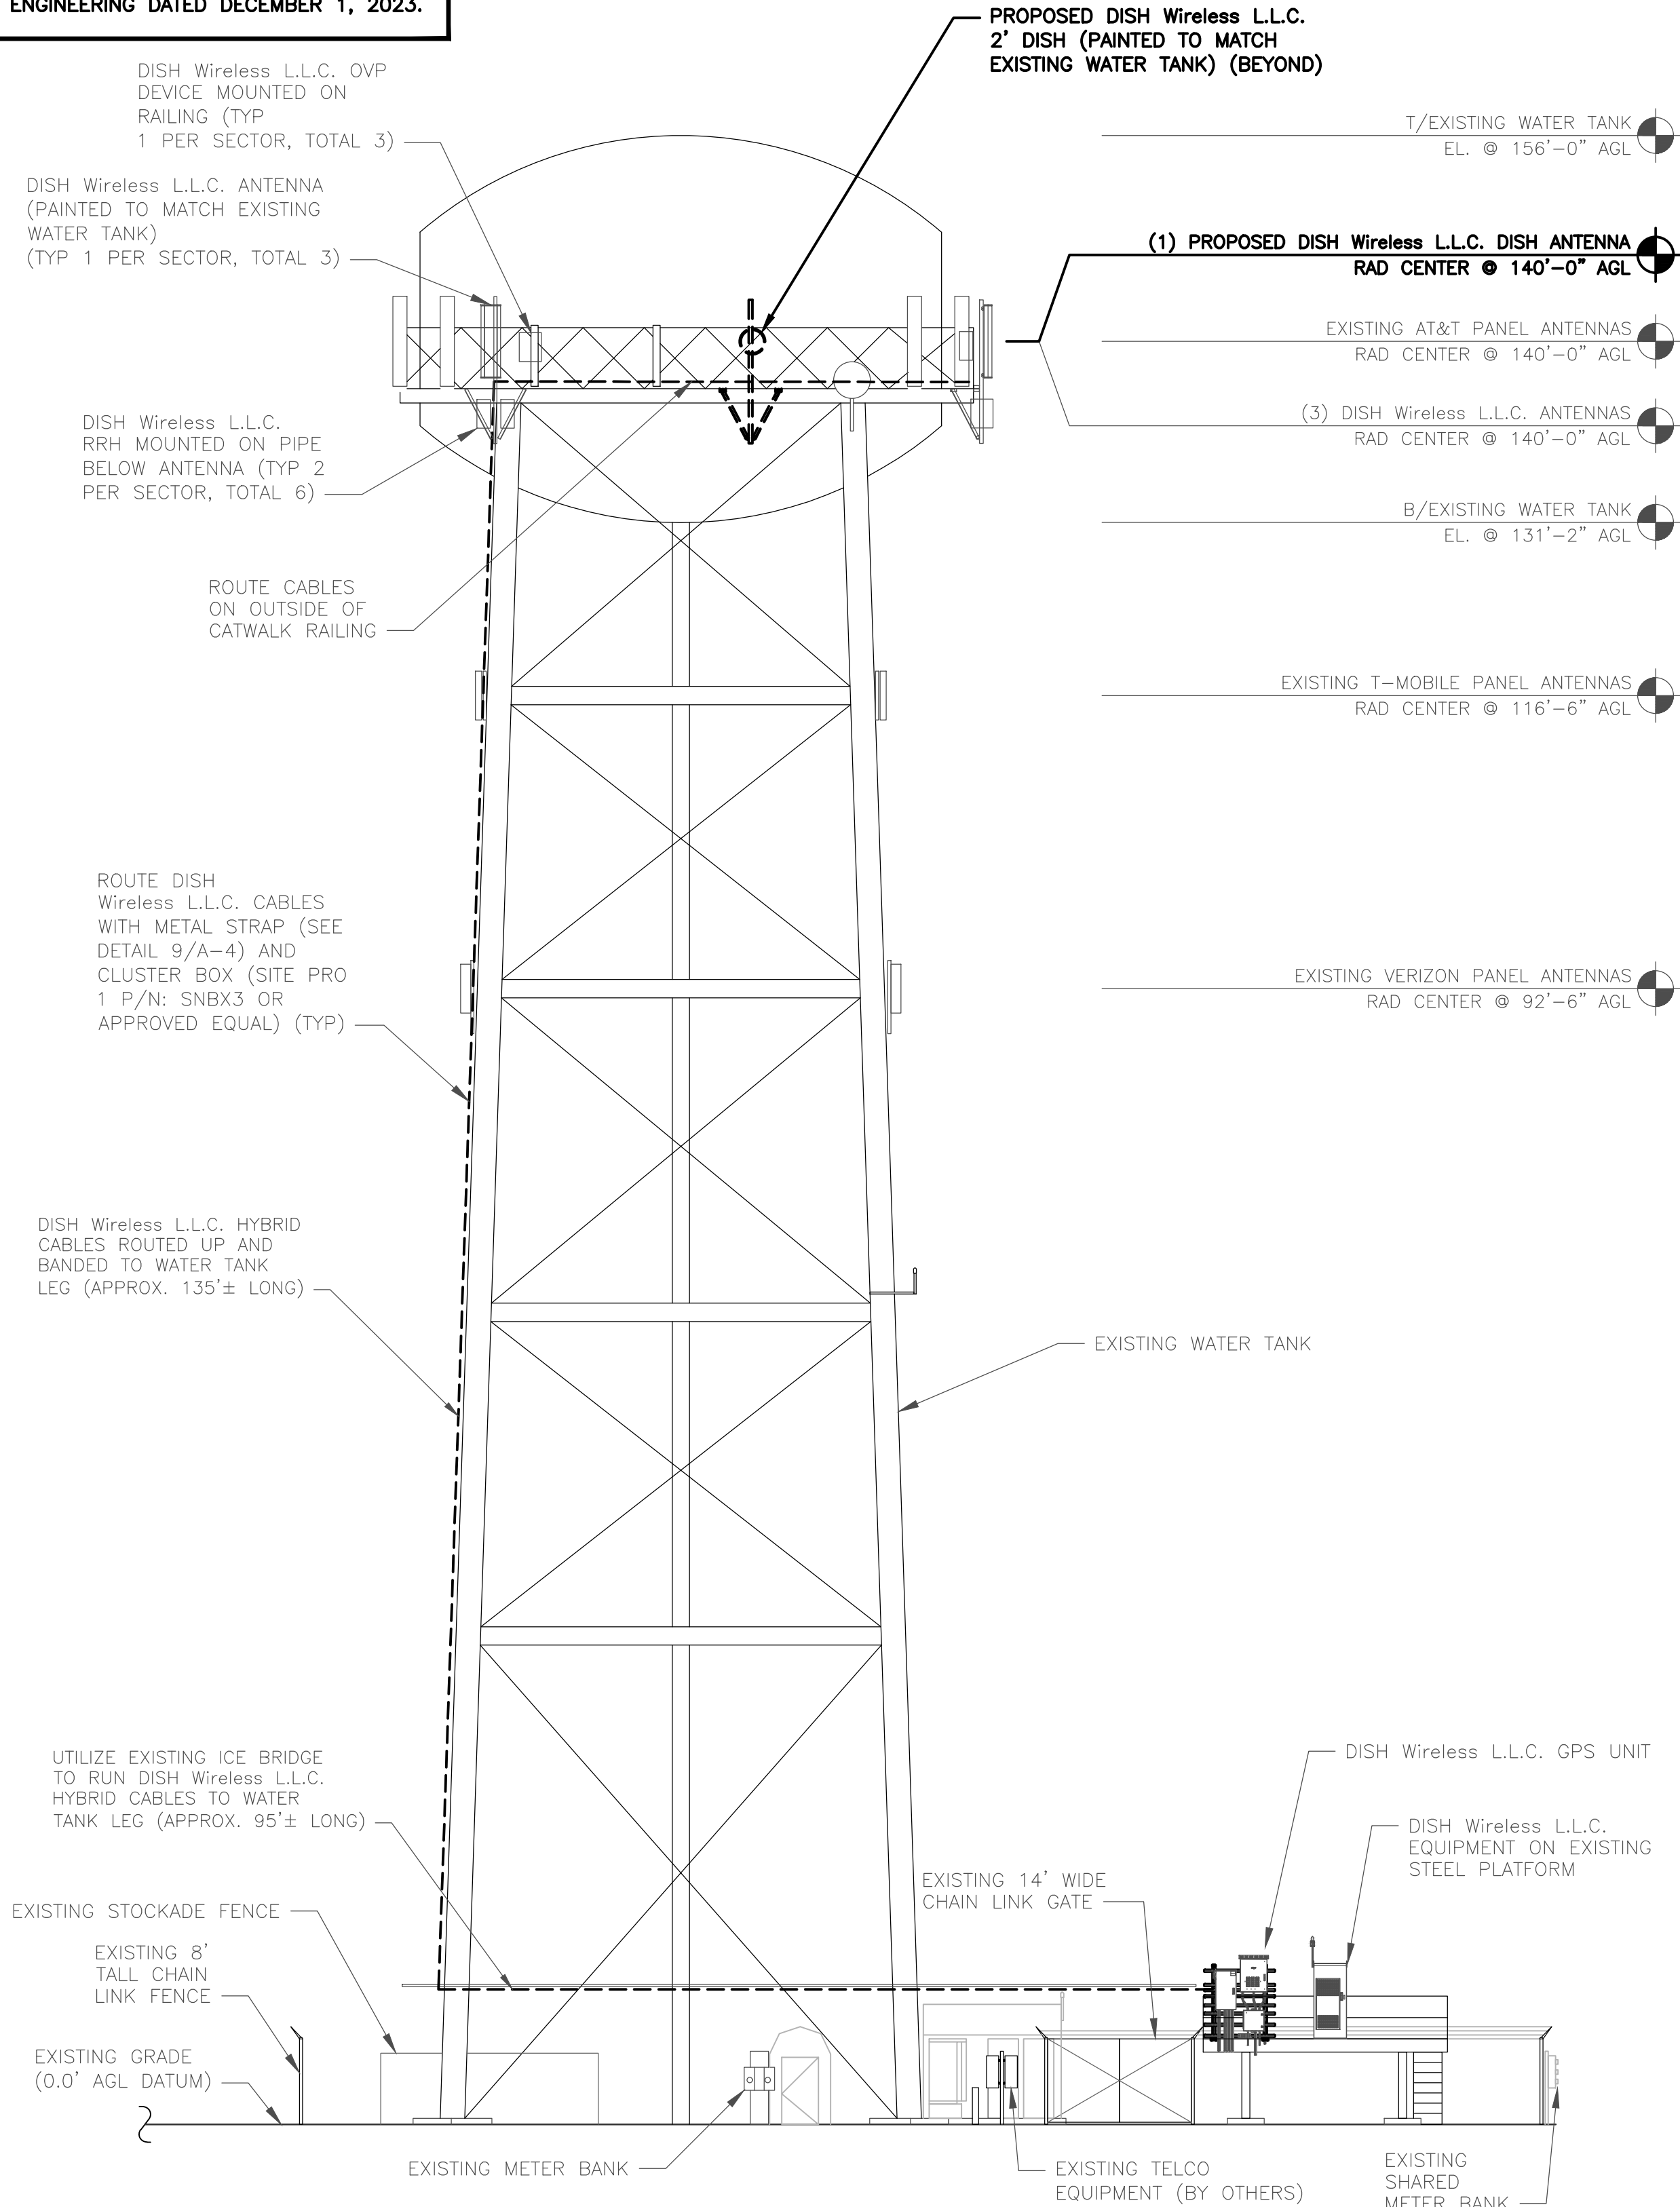 ENGINEERING DATED DECEMBER 1, 2023.
PROPOSED DISH Wireless L.L.C.
2' DISH (PAINTED TO MATCH
EXISTING WATER TANK) (BEYOND)
DISH Wireless L.L.C. OVP
DEVICE MOUNTED ON
RAILING (TYP
1 PER SECTOR, TOTAL 3)
DISH Wireless L.L.C. ANTENNA
(PAINTED TO MATCH EXISTING
WATER TANK)
(TYP 1 PER SECTOR, TOTAL 3)
T/EXISTING WATER TANK
EL. @ 156'-0" AGL
(1) PROPOSED DISH Wireless L.L.C. DISH ANTENNA
RAD CENTER @ 140'-0" AGL
EXISTING AT&T PANEL ANTENNAS
RAD CENTER @ 140'-0" AGL
(3) DISH Wireless L.L.C. ANTENNAS
RAD CENTER @ 140'-0" AGL
DISH Wireless L.L.C.
RRH MOUNTED ON PIPE
BELOW ANTENNA (TYP 2
PER SECTOR, TOTAL 6)
B/EXISTING WATER TANK
EL. @ 131'-2" AGL
ROUTE CABLES
ON OUTSIDE OF
CATWALK RAILING
EXISTING T-MOBILE PANEL ANTENNAS
RAD CENTER @ 116'-6" AGL
ROUTE DISH
Wireless L.L.C. CABLES
WITH METAL STRAP (SEE
DETAIL 9/A-4) AND
CLUSTER BOX (SITE PRO
1 P/N: SNBX3 OR
APPROVED EQUAL) (TYP)
EXISTING VERIZON PANEL ANTENNAS
RAD CENTER @ 92'-6" AGL
DISH Wireless L.L.C. HYBRID
CABLES ROUTED UP AND
BANDED TO WATER TANK
LEG (APPROX. 135'± LONG)
EXISTING WATER TANK
UTILIZE EXISTING ICE BRIDGE
TO RUN DISH Wireless L.L.C.
HYBRID CABLES TO WATER
TANK LEG (APPROX. 95'± LONG)
DISH Wireless L.L.C. GPS UNIT
DISH Wireless L.L.C.
EQUIPMENT ON EXISTING
STEEL PLATFORM
EXISTING 14' WIDE
CHAIN LINK GATE
EXISTING STOCKADE FENCE
EXISTING 8'
TALL CHAIN
LINK FENCE
EXISTING GRADE
(0.0' AGL DATUM)
EXISTING METER BANK
EXISTING TELCO
EQUIPMENT (BY OTHERS)
EXISTING
SHARED
METER BANK